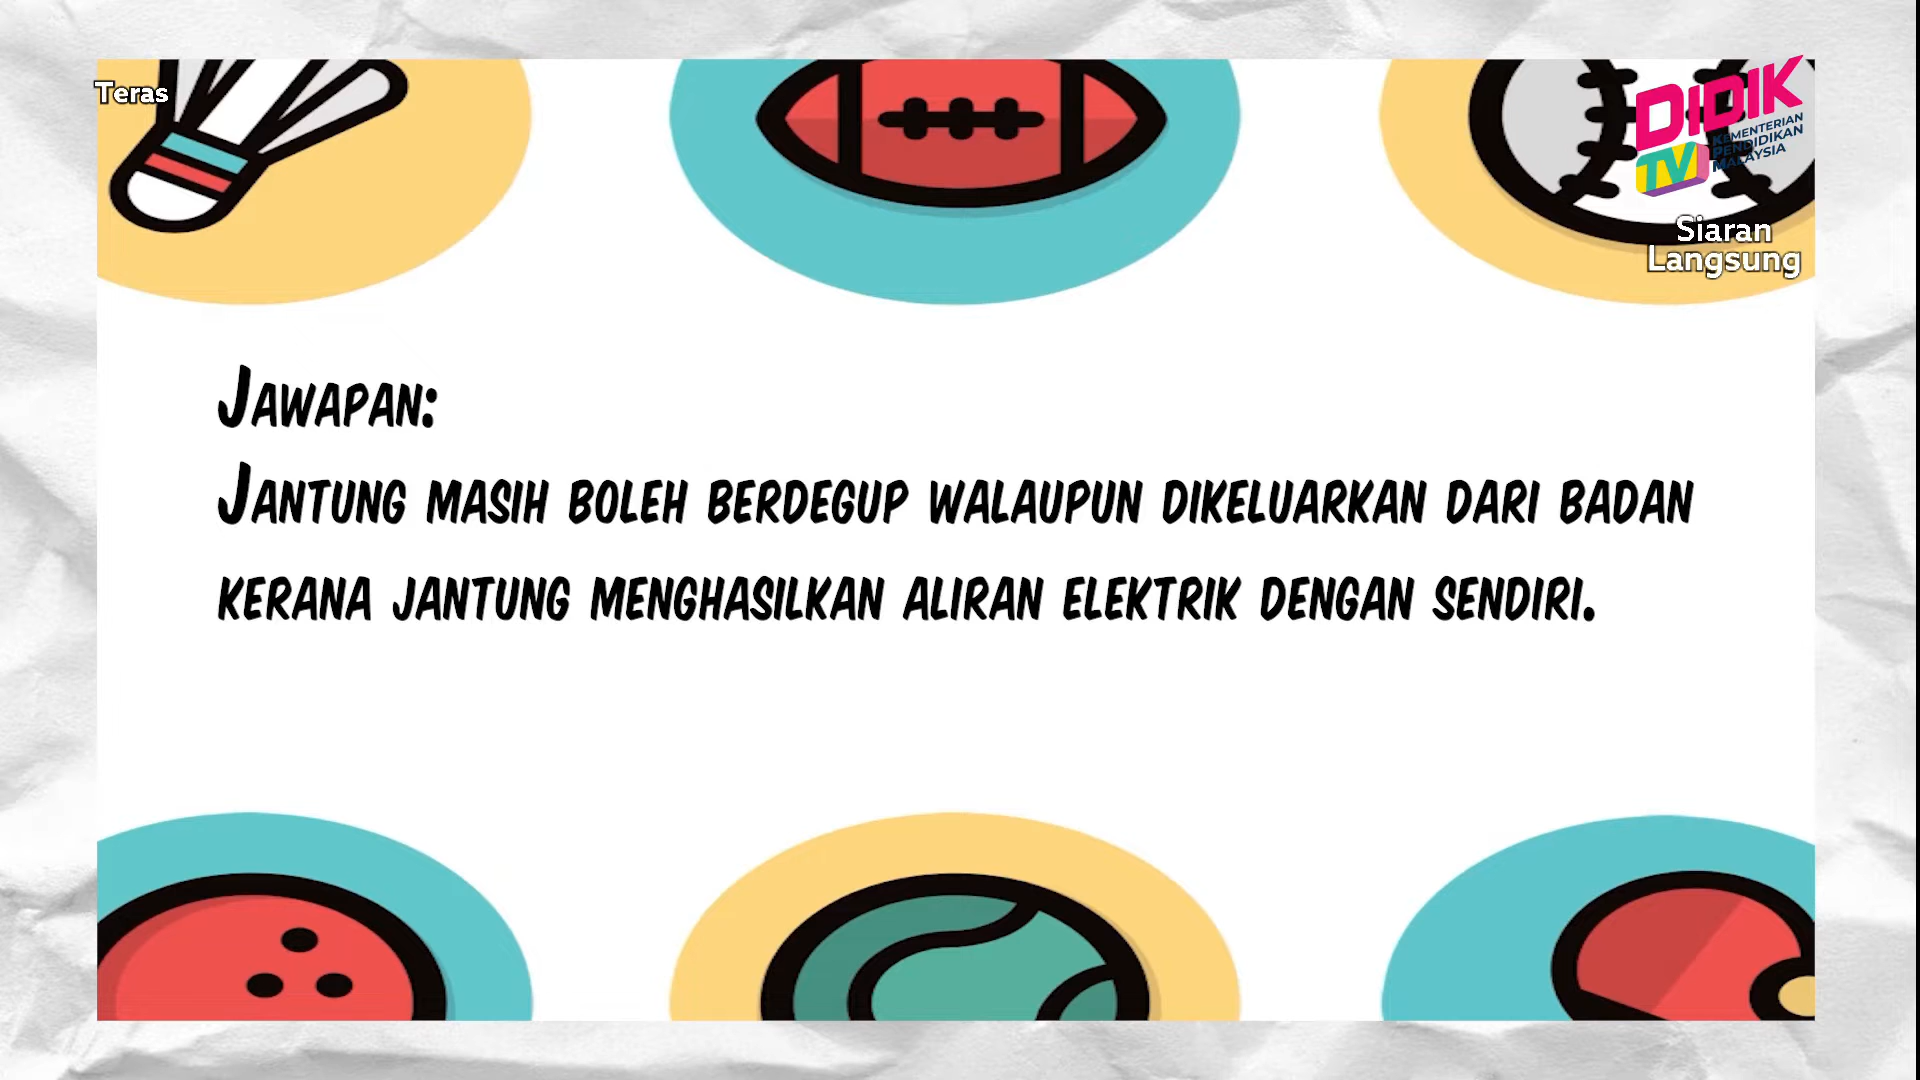 Teras
DIDIK
TV
KEMENTERIAN
PENDIDIKAN
MALAYSIA
Siaran
Langsung
JAWAPAN:
JANTUNG MASIH BOLEH BERDEGUP WALAUPUN DIKELUARKAN DARI BADAN
KERANA JANTUNG MENGHASILKAN ALIRAN ELEKTRIK DENGAN SENDIRI.